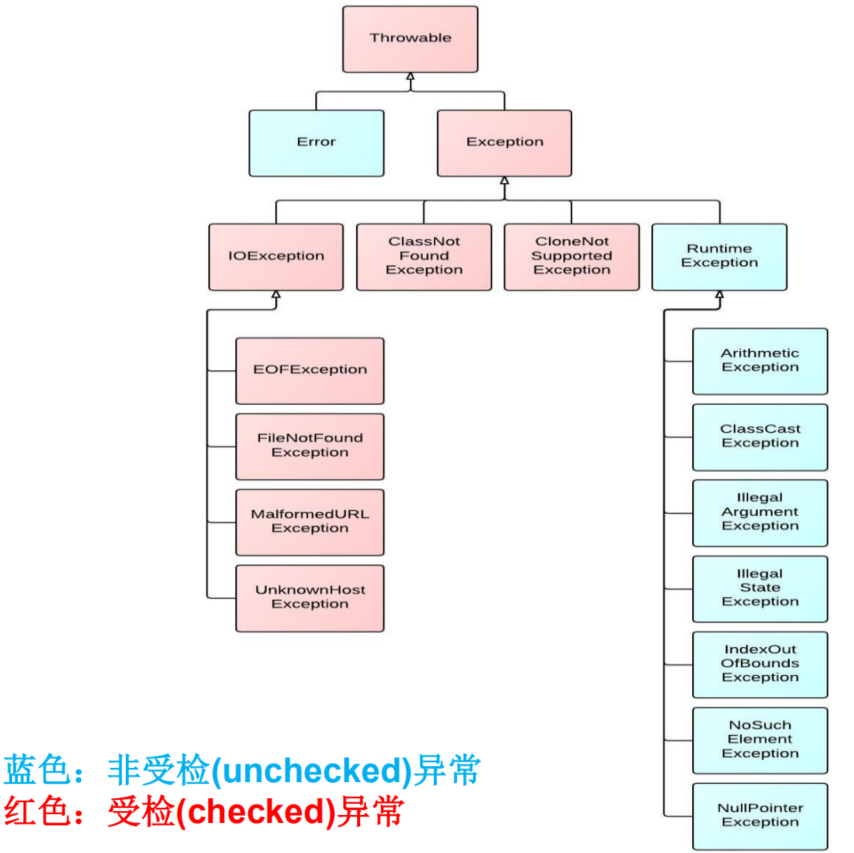 Throwable
Error
Exception
IOException
ClassNot
Found
Exception
CloneNot
Supported
Exception
Runtime
Exception
EOFException
FileNotFound
Exception
MalformedURL
Exception
UnknownHost
Exception
Arithmetic
Exception
ClassCast
Exception
Illegal
Argument
Exception
Illegal
State
Exception
IndexOut
OfBounds
Exception
NoSuch
Element
Exception
NullPointer
Exception
蓝色：非受检(unchecked)异常
红色：受检(checked)异常